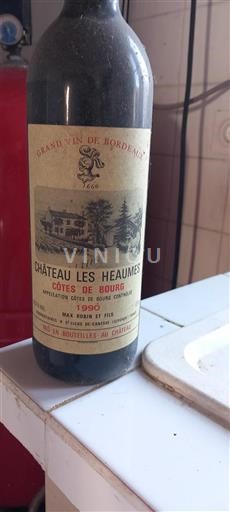 GRAND VIN DE BORDEAUX
1666
VINIOU
CHÂTEAU LES HEAUMES
CÔTES DE BOURG
APPELLATION CÔTES DE BOURG CONTRÔLÉE
1990
MAX ROBIN ET FILS
MIS EN BOUTEILLES AU CHÂTEAU